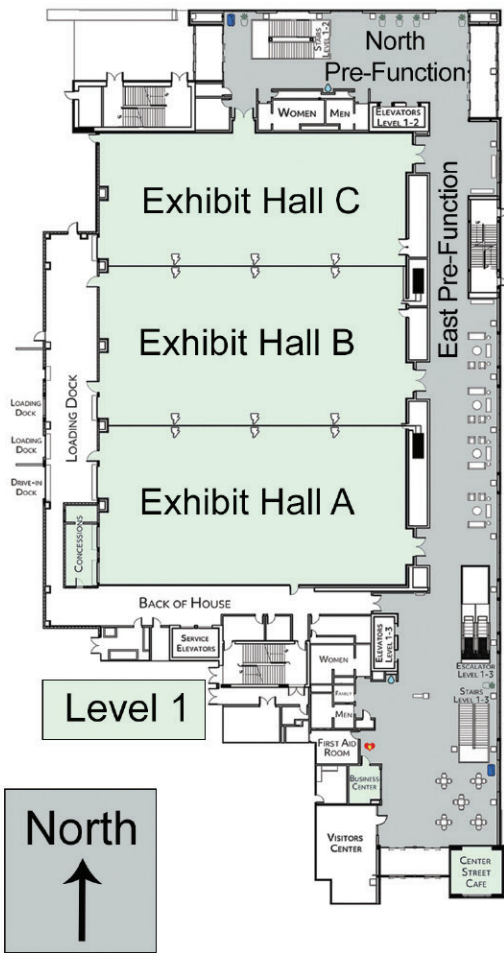 STAIRS
LEVEL 1-2
North
Pre-Function
WOMEN
MEN
ELEVATORS
LEVEL 1-2
Exhibit Hall C
East Pre-Function
Exhibit Hall B
LOADING DOCK
LOADING
DOCK
LOADING
DOCK
DRIVE-IN
DOCK
Exhibit Hall A
CONCESSIONS
BACK OF HOUSE
SERVICE
ELEVATORS
ELEVATORS
LEVEL 1-3
WOMEN
FAMILY
MEN
ESCALATOR
LEVEL 1-3
STAIRS
LEVEL 1-3
Level 1
FIRST AID
ROOM
BUSINESS
CENTER
VISITORS
CENTER
CENTER
STREET
CAFE
North